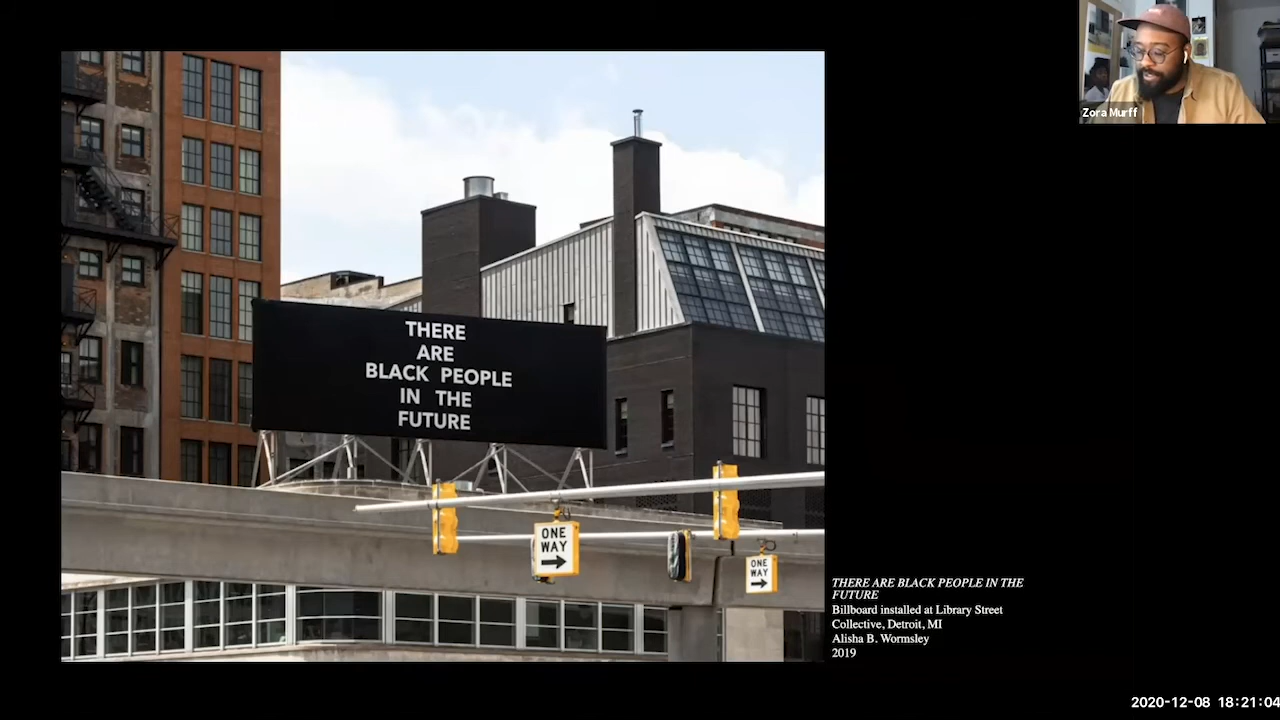 Zora Murff
THERE
ARE
BLACK PEOPLE
IN THE
FUTURE
ONE
WAY
ONE
WAY
THERE ARE BLACK PEOPLE IN THE
FUTURE
Billboard installed at Library Street
Collective, Detroit, MI
Alisha B. Wormsley
2019
2020-12-08 18:21:04